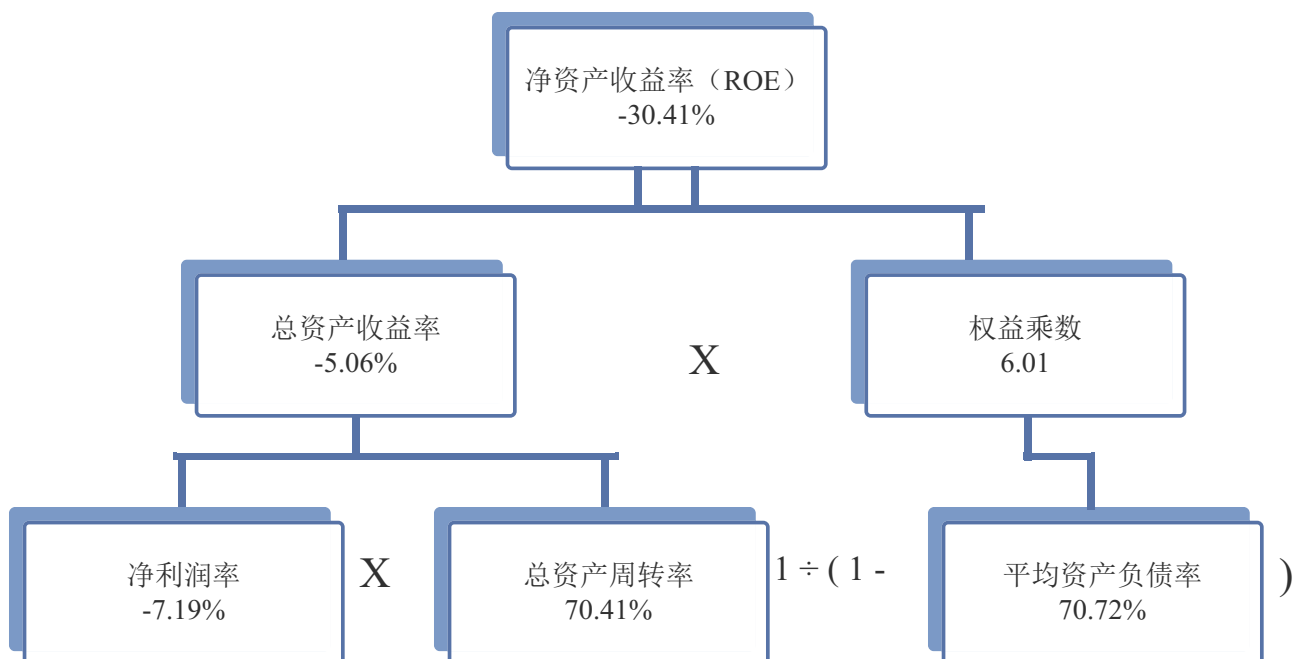 净资产收益率（ROE）
-30.41%
总资产收益率
-5.06%
X
权益乘数
6.01
净利润率
-7.19%
X
总资产周转率
70.41%
1 ÷ ( 1 -
平均资产负债率
70.72%
)